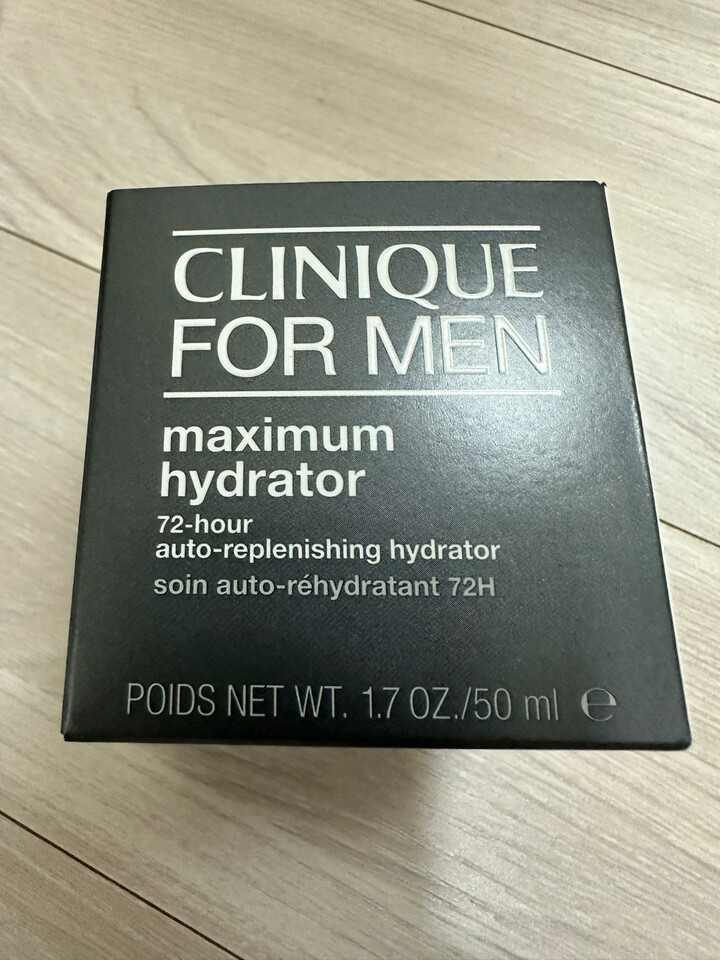 CLINIQUE
FOR MEN
maximum
hydrator
72-hour
auto-replenishing hydrator
soin auto-réhydratant 72H
POIDS NET WT. 1.7 OZ./50 ml ℮